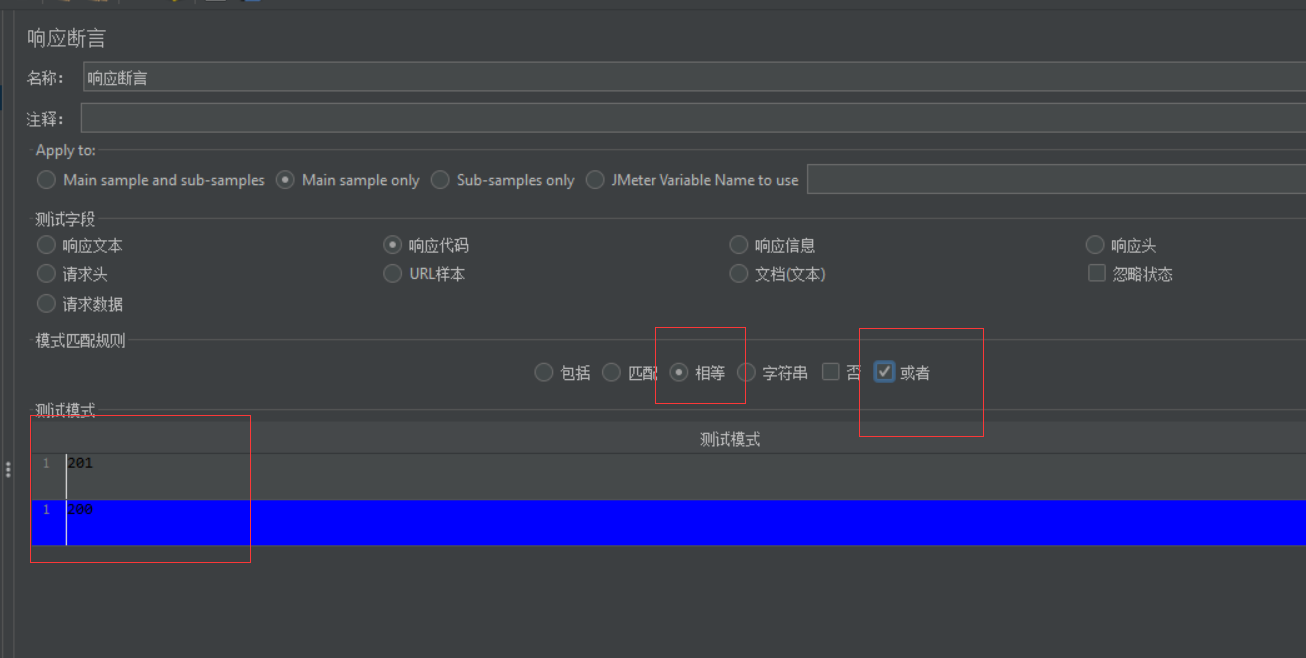 响应断言
名称： 响应断言
注释：
Apply to:
Main sample and sub-samples Main sample only Sub-samples only JMeter Variable Name to use
测试字段
响应文本 响应代码 响应信息 响应头
请求头 URL样本 文档(文本) 忽略状态
请求数据
模式匹配规则
包括 匹配 相等 字符串 否 或者
测试模式
测试模式
1 201
1 200